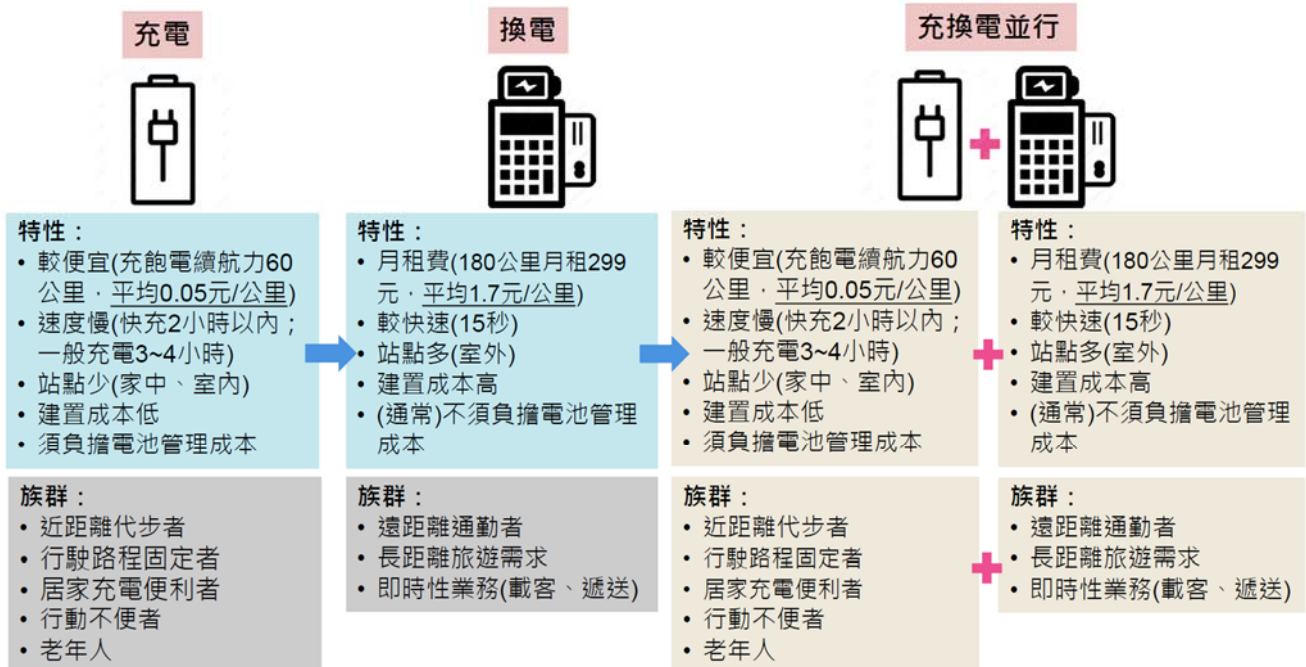 充電
換電
充換電並行
特性：
• 較便宜(充飽電續航力60
公里，平均0.05元/公里)
• 速度慢(快充2小時以內；
一般充電3~4小時)
• 站點少(家中、室內)
• 建置成本低
• 須負擔電池管理成本
特性：
• 月租費(180公里月租299
元，平均1.7元/公里)
• 較快速(15秒)
• 站點多(室外)
• 建置成本高
• (通常)不須負擔電池管理
成本
特性：
• 較便宜(充飽電續航力60
公里，平均0.05元/公里)
• 速度慢(快充2小時以內；
一般充電3~4小時)
• 站點少(家中、室內)
• 建置成本低
• 須負擔電池管理成本
特性：
• 月租費(180公里月租299
元，平均1.7元/公里)
• 較快速(15秒)
• 站點多(室外)
• 建置成本高
• (通常)不須負擔電池管理
成本
族群：
• 近距離代步者
• 行駛路程固定者
• 居家充電便利者
• 行動不便者
• 老年人
族群：
• 遠距離通勤者
• 長距離旅遊需求
• 即時性業務(載客、遞送)
族群：
• 近距離代步者
• 行駛路程固定者
• 居家充電便利者
• 行動不便者
• 老年人
族群：
• 遠距離通勤者
• 長距離旅遊需求
• 即時性業務(載客、遞送)